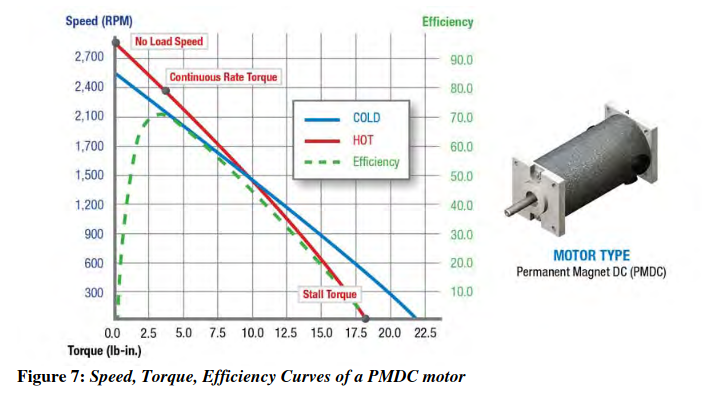 Speed (RPM)
Efficiency
No Load Speed
2,700
90.0
Continuous Rate Torque
2,400
80.0
2,100
COLD
70.0
1,700
HOT
60.0
Efficiency
1,500
50.0
1,200
40.0
900
30.0
MOTOR TYPE
600
20.0
Permanent Magnet DC (PMDC)
300
Stall Torque
10.0
0.0 2.5 5.0 7.5 10.0 12.5 15.0 17.5 20.0 22.5
Torque (lb-in.)
Figure 7: Speed, Torque, Efficiency Curves of a PMDC motor